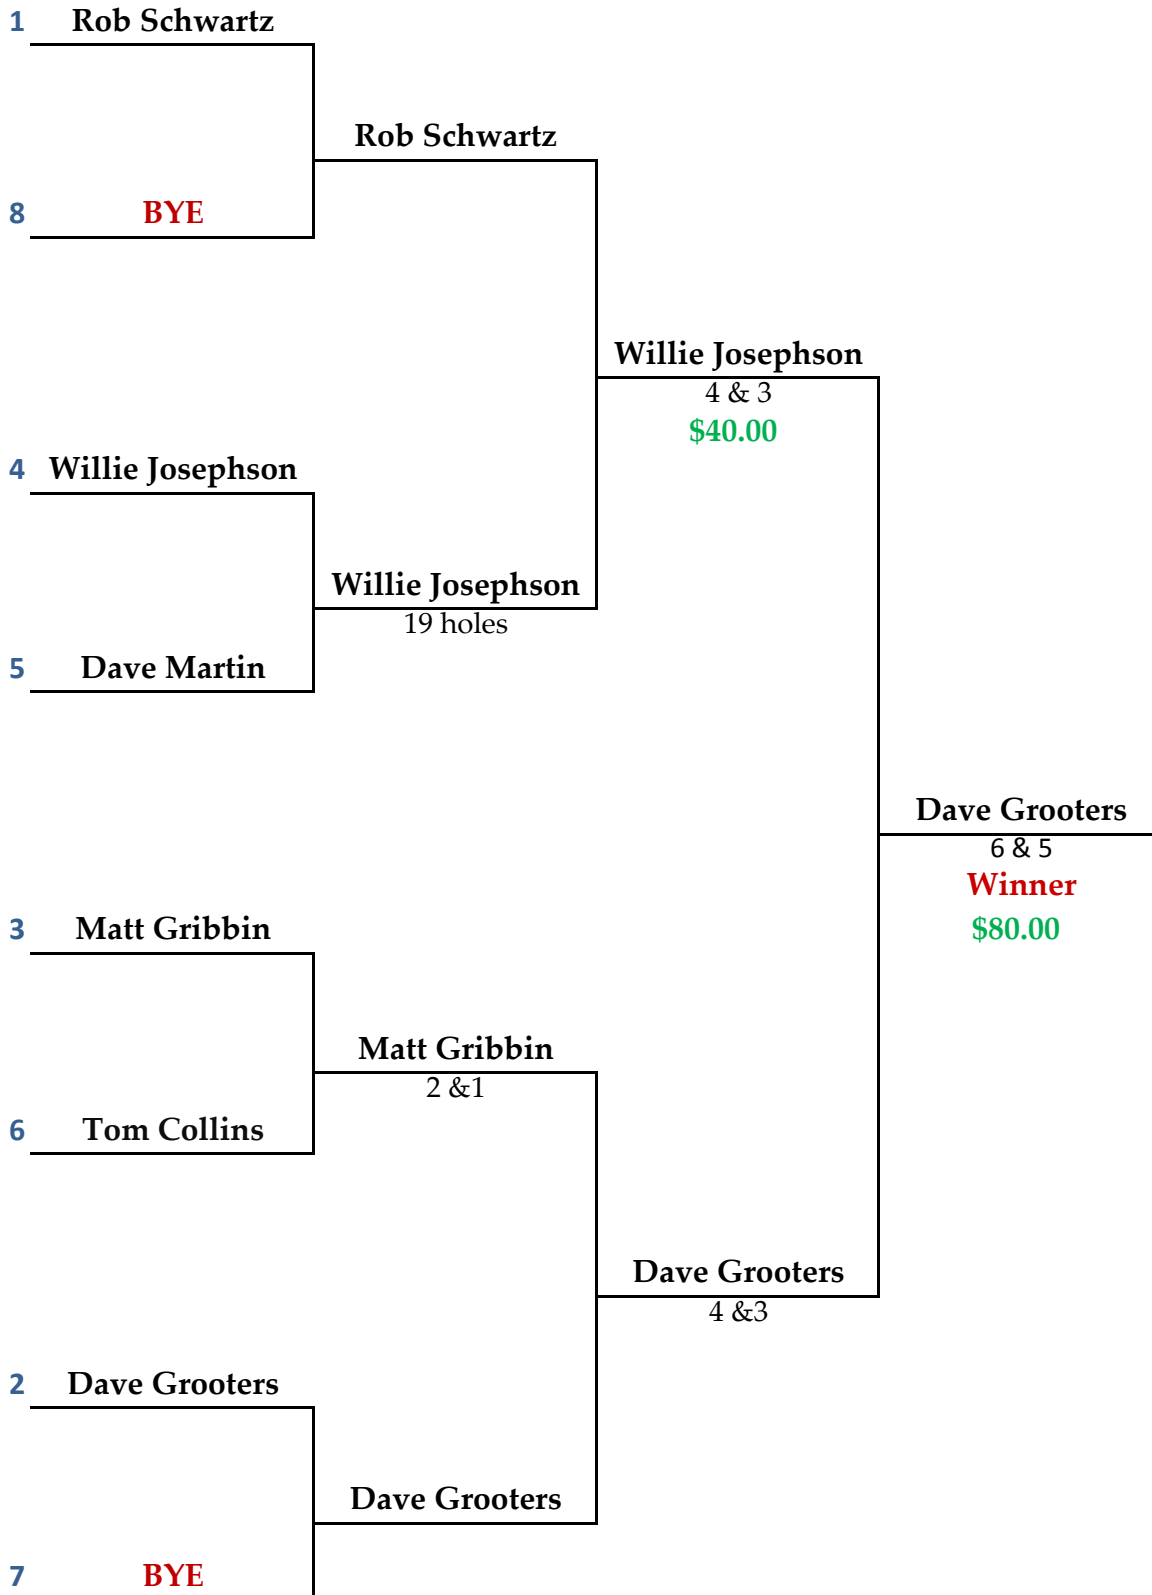 1 Rob Schwartz
Rob Schwartz
8 BYE
Willie Josephson
4 & 3
$40.00
4 Willie Josephson
Willie Josephson
19 holes
5 Dave Martin
Dave Grooters
6 & 5
Winner
$80.00
3 Matt Gribbin
Matt Gribbin
2 &1
6 Tom Collins
Dave Grooters
4 &3
2 Dave Grooters
Dave Grooters
7 BYE